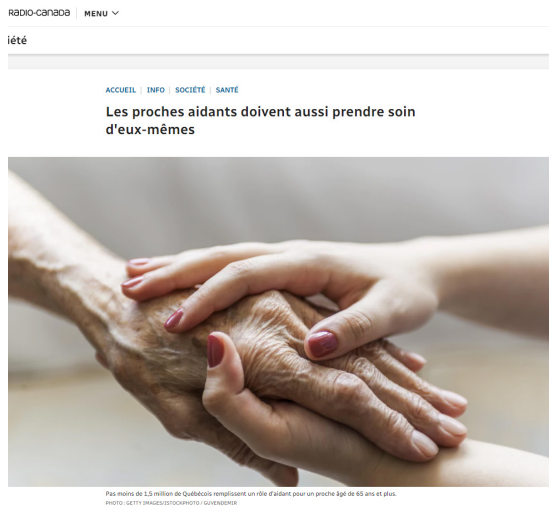 RADIO-CANADA | MENU
iété
ACCUEIL | INFO | SOCIÉTÉ | SANTÉ
Les proches aidants doivent aussi prendre soin
d'eux-mêmes
Pas moins de 1,5 million de Québécois remplissent un rôle d'aidant pour un proche âgé de 65 ans et plus.
PHOTO : GETTY IMAGES/ISTOCKPHOTO / GUVENDEMIR